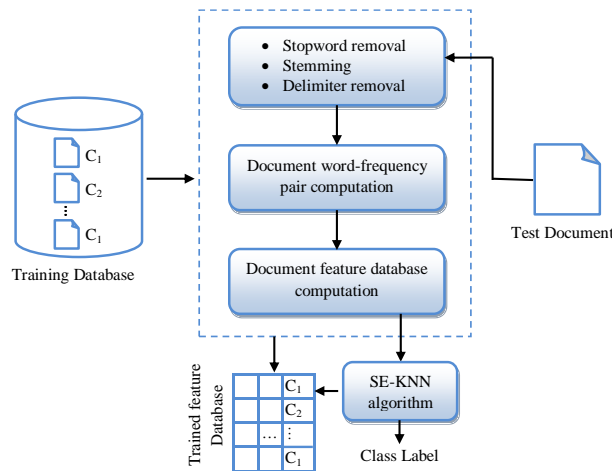 • Stopword removal
• Stemming
• Delimiter removal
C1
C2
⋮
C1
Training Database
Document word-frequency
pair computation
Test Document
Document feature database
computation
Trained feature
Database
C1
C2
... ⋮
C1
SE-KNN
algorithm
Class Label